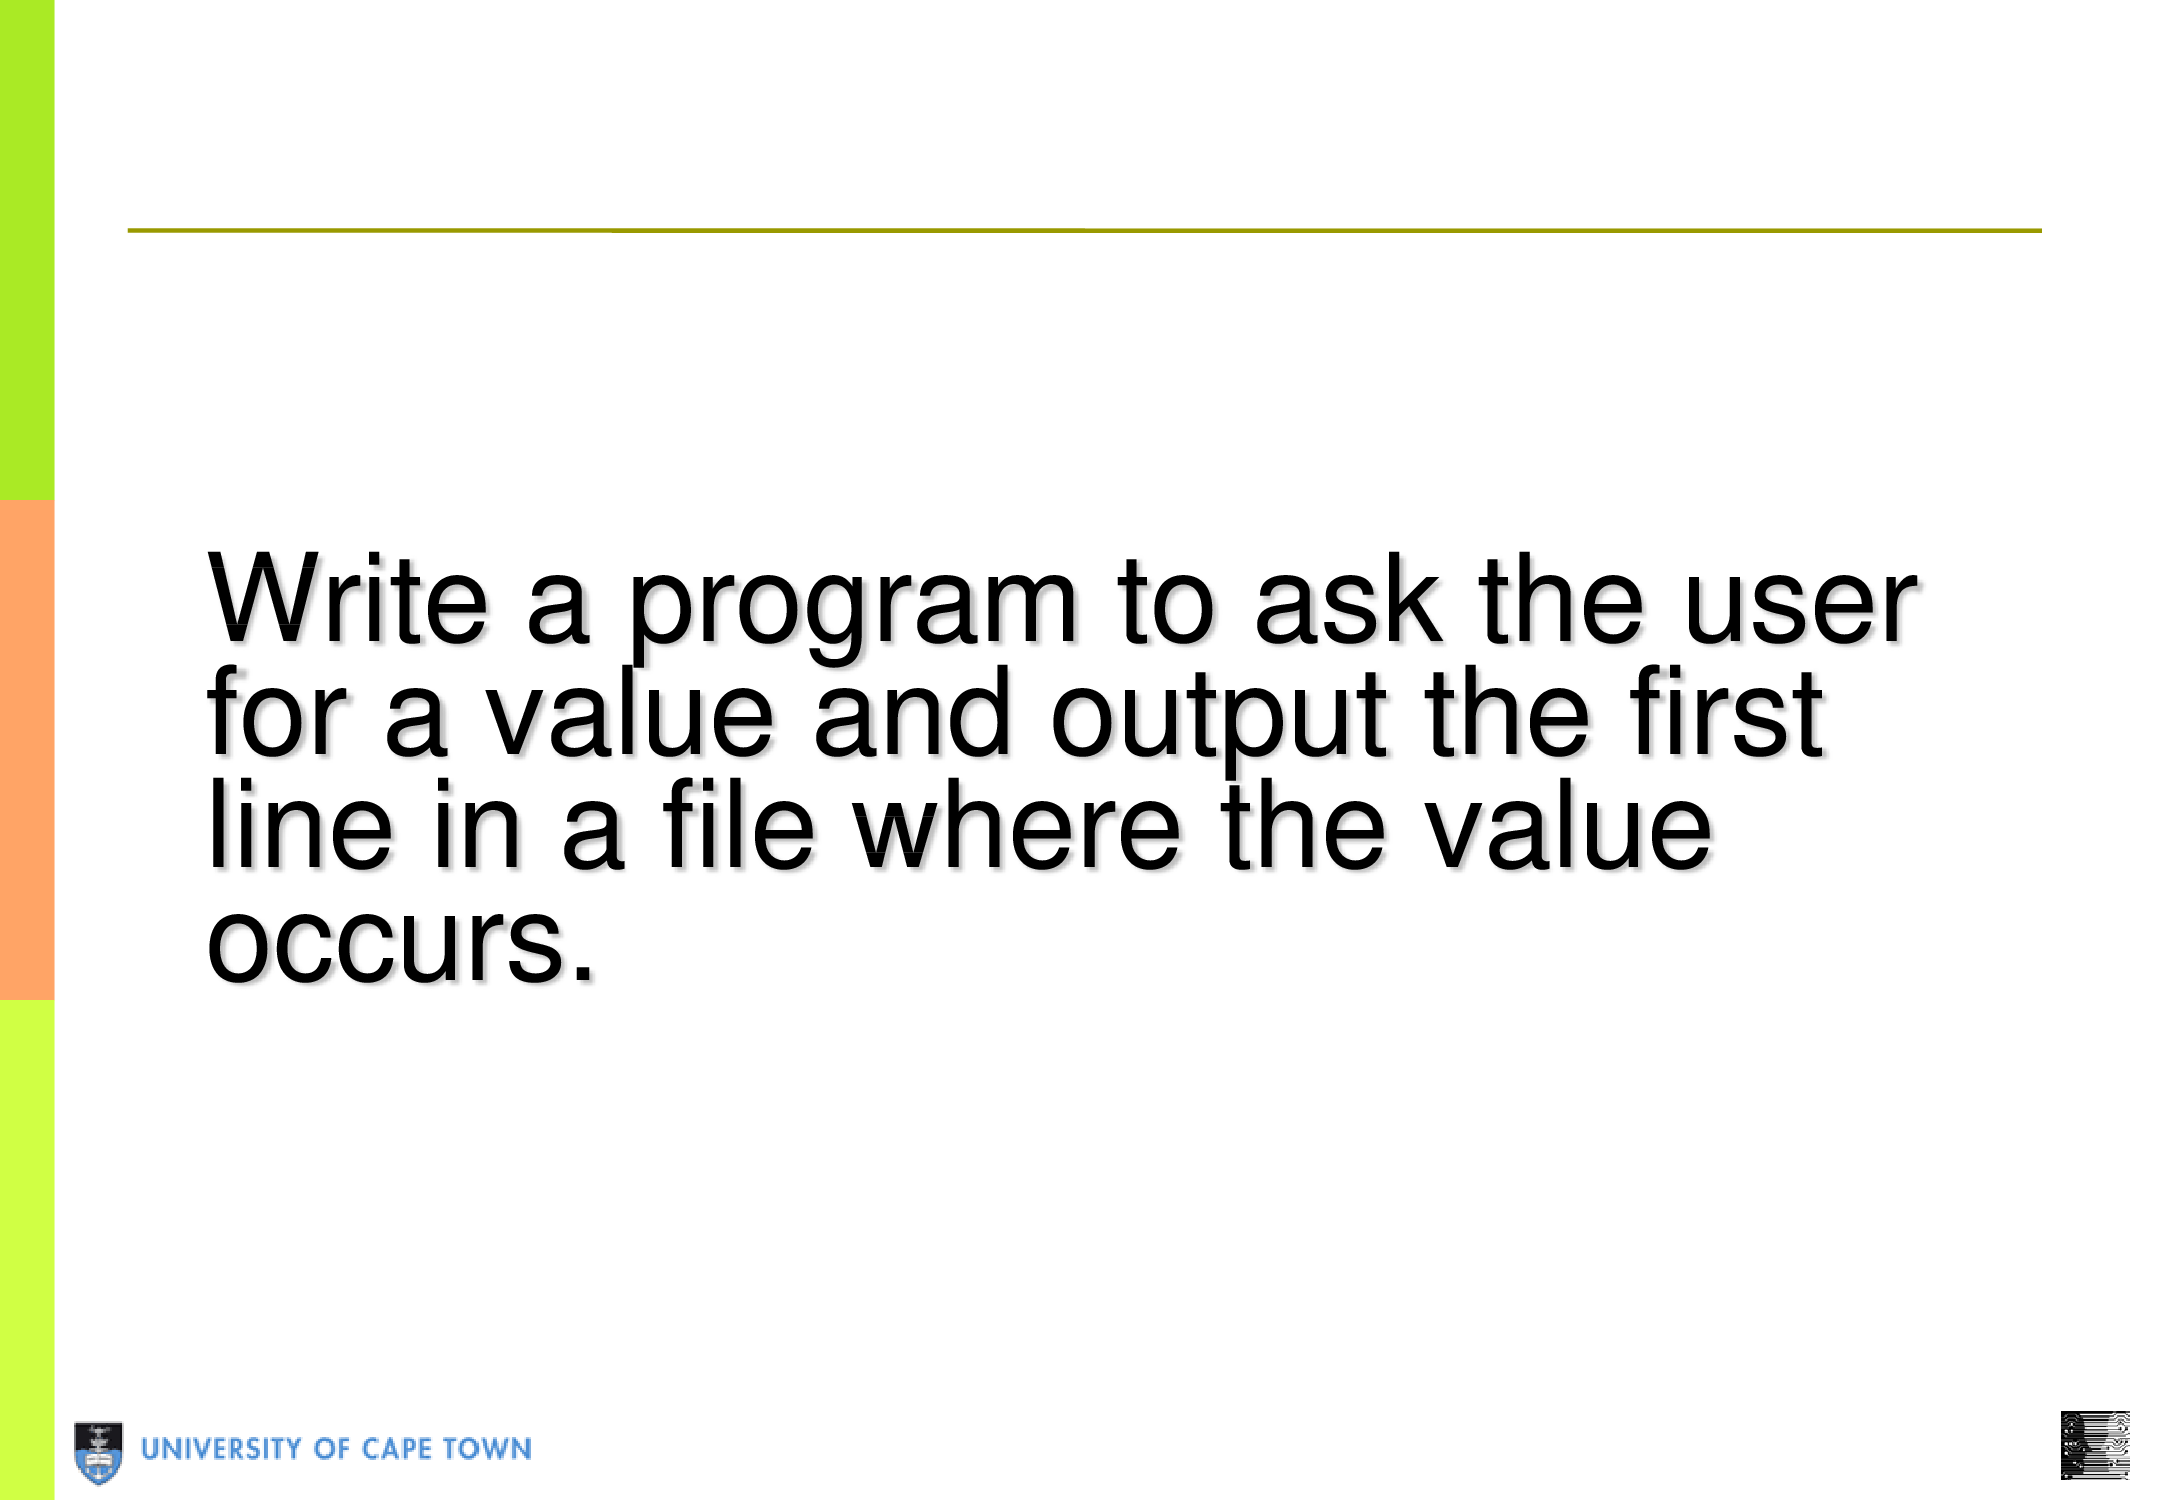 Write a program to ask the user
for a value and output the first
line in a file where the value
occurs.
UNIVERSITY OF CAPE TOWN